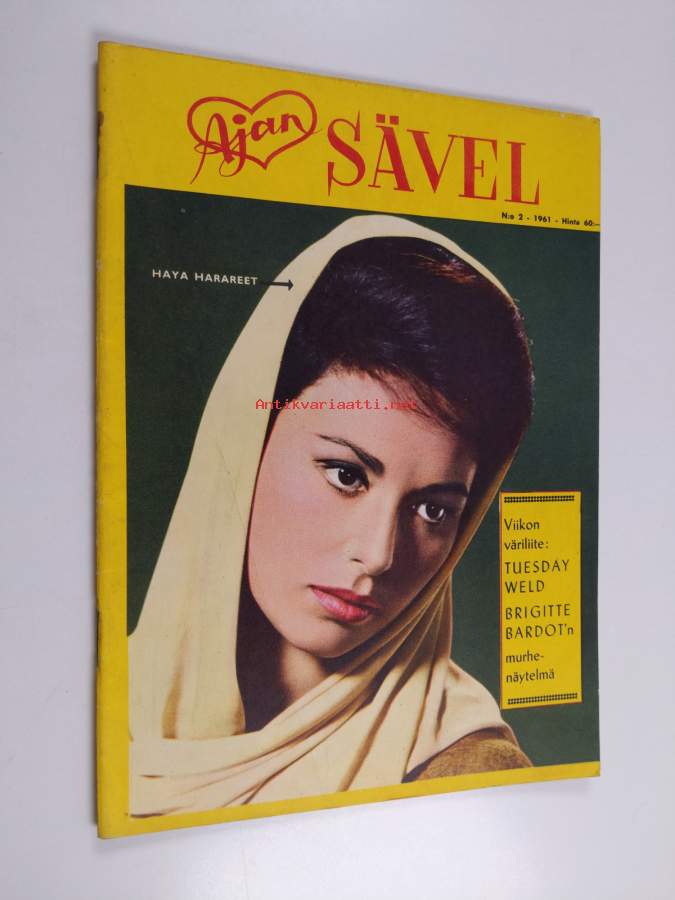 Ajan
SÄVEL
N:o 2 - 1961 - Hinta 60:-
HAYA HARAREET
Antikvariaatti.net
Viikon
väriliite:
TUESDAY
WELD
BRIGITTE
BARDOT'n
murhe-
näytelmä